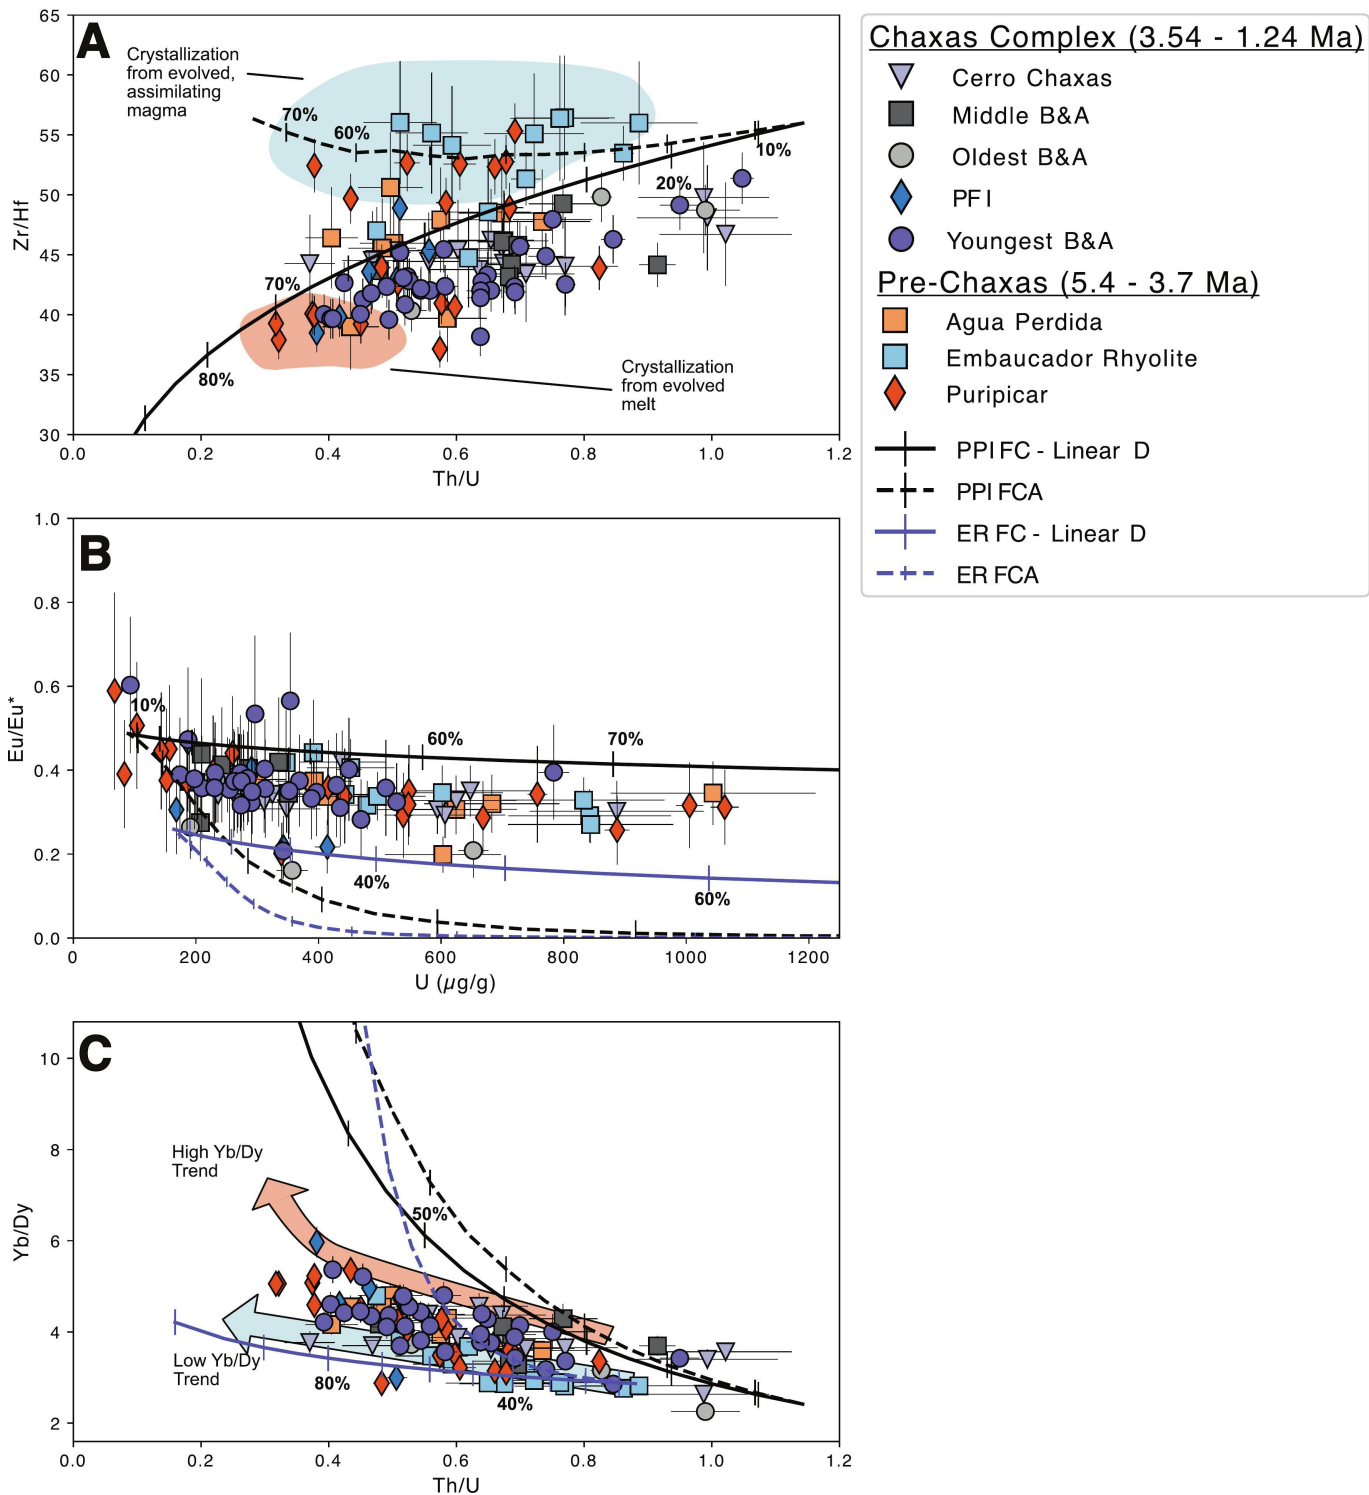 A
65
60
55
50
45
40
35
30
Zr/Hf
Crystallization
from evolved,
assimilating
magma
70%
60%
10%
20%
70%
80%
Crystallization
from evolved
melt
0.0
0.2
0.4
0.6
0.8
1.0
1.2
Th/U
Chaxas Complex (3.54 - 1.24 Ma)
Cerro Chaxas
Middle B&A
Oldest B&A
PF I
Youngest B&A
Pre-Chaxas (5.4 - 3.7 Ma)
Agua Perdida
Embaucador Rhyolite
Puripicar
PPI FC - Linear D
PPI FCA
ER FC - Linear D
ER FCA
B
1.0
0.8
0.6
0.4
0.2
0.0
Eu/Eu*
10%
60%
70%
40%
60%
0
200
400
600
800
1000
1200
U (µg/g)
C
10
8
6
4
2
Yb/Dy
High Yb/Dy
Trend
50%
Low Yb/Dy
Trend
80%
40%
0.0
0.2
0.4
0.6
0.8
1.0
1.2
Th/U